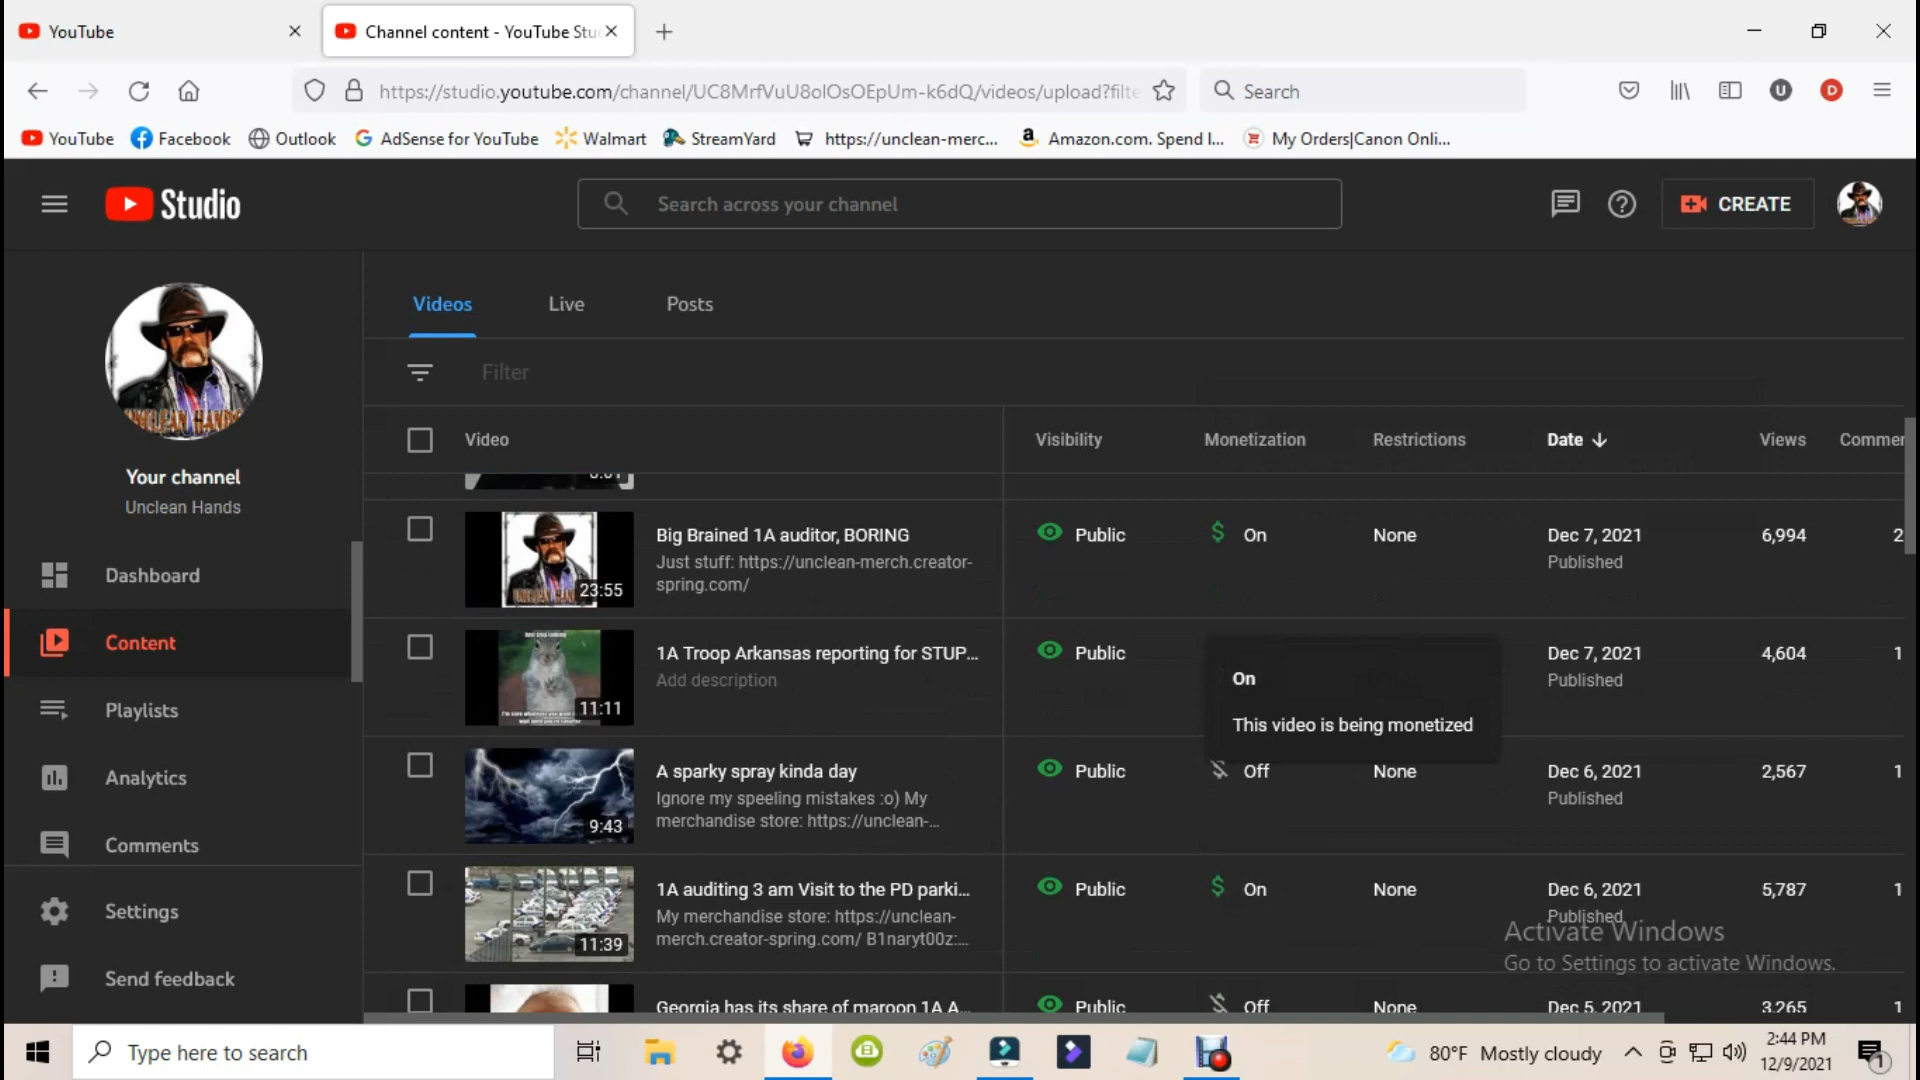 YouTube
Channel content - YouTube Stu
https://studio.youtube.com/channel/UC8MrfVuU8olOsOEpUm-k6dQ/videos/upload?filte
Search
YouTube Facebook Outlook AdSense for YouTube Walmart StreamYard https://unclean-merc... Amazon.com. Spend I... My Orders|Canon Onli...
Studio
Search across your channel
CREATE
UNCLEAN HANDS
Your channel
Unclean Hands
Dashboard
Content
Playlists
Analytics
Comments
Settings
Send feedback
Videos Live Posts
Filter
Video Visibility Monetization Restrictions Date Views Commen
Big Brained 1A auditor, BORING
Just stuff: https://unclean-merch.creator-
spring.com/
23:55
Public On None Dec 7, 2021 6,994 2
Published
1A Troop Arkansas reporting for STUP...
Add description
11:11
Public Dec 7, 2021 4,604 1
Published
On
This video is being monetized
A sparky spray kinda day
Ignore my speeling mistakes :o) My
merchandise store: https://unclean-...
9:43
Public Off None Dec 6, 2021 2,567 1
Published
1A auditing 3 am Visit to the PD parki...
My merchandise store: https://unclean-
merch.creator-spring.com/ B1naryt00z:...
11:39
Public On None Dec 6, 2021 5,787 1
Published
Georgia has its share of maroon 1A A...
Public Off None Dec 5, 2021 3,265 1
Activate Windows
Go to Settings to activate Windows.
Type here to search
80°F Mostly cloudy
2:44 PM
12/9/2021
1